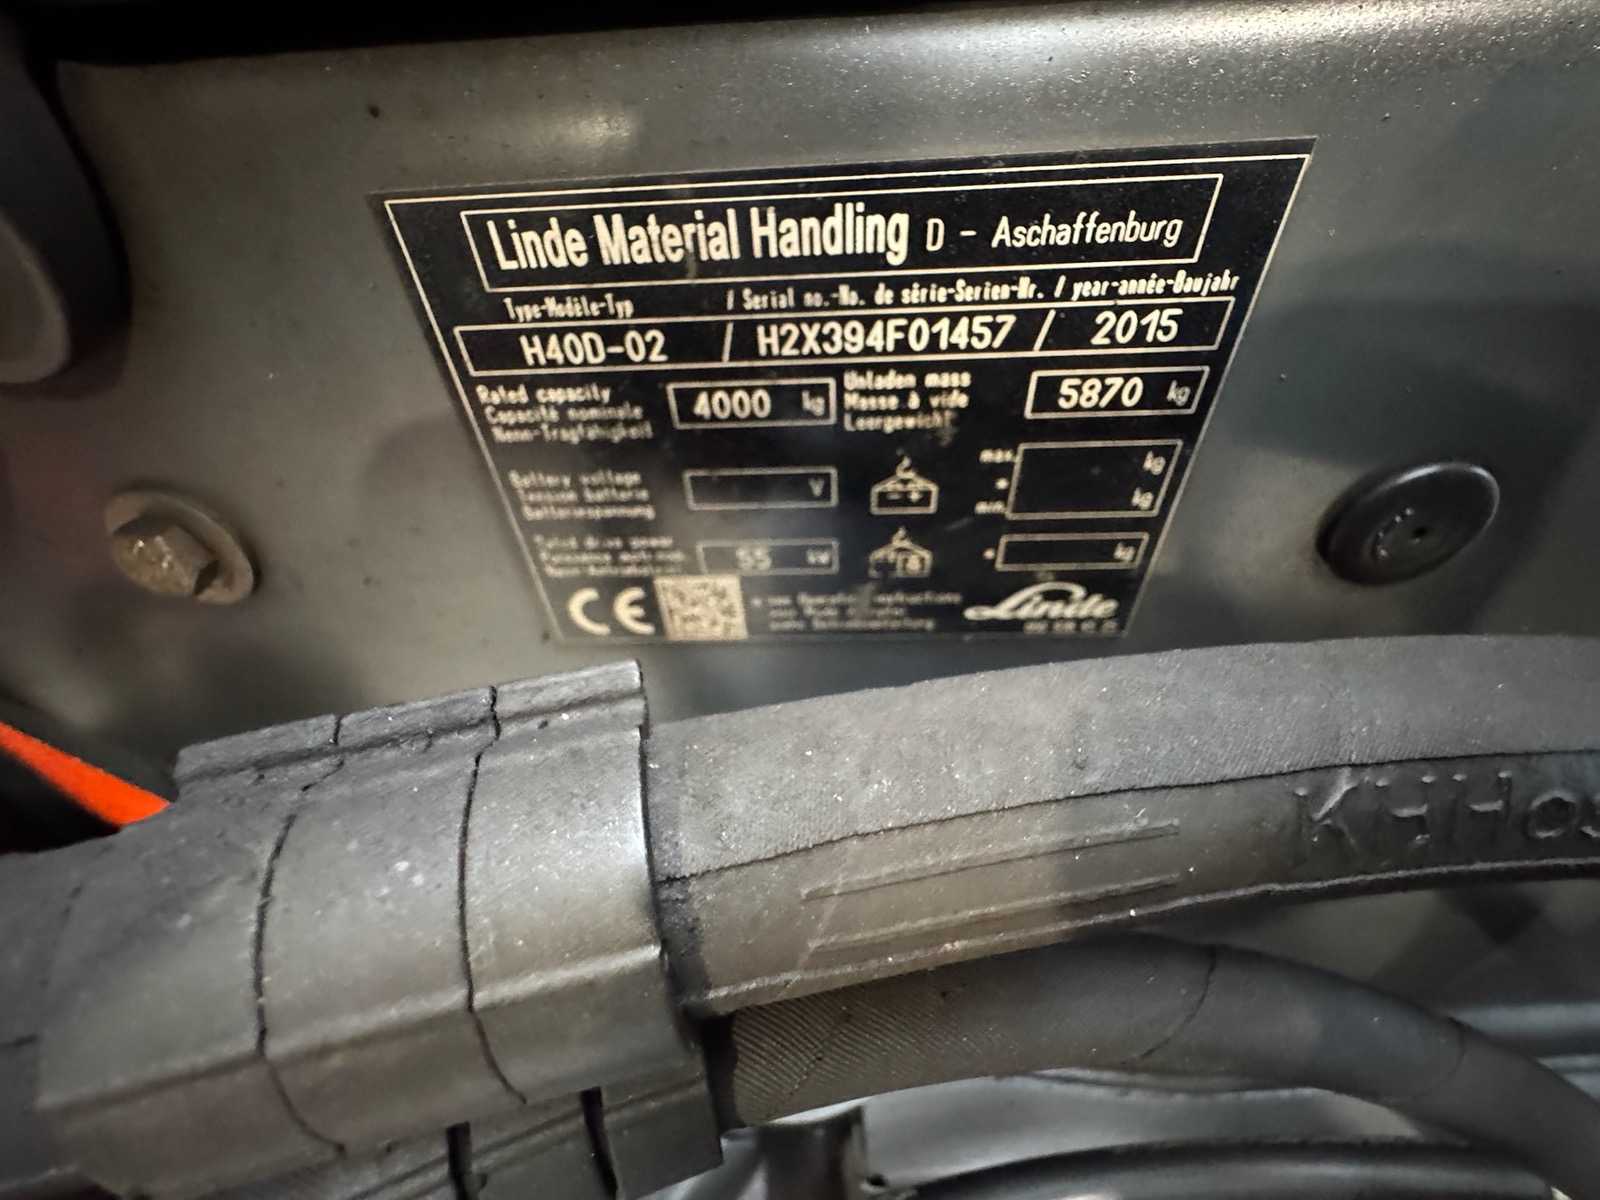 Linde Material Handling D - Aschaffenburg
Type-Modèle-Typ / Serial no.-No. de série-Serien-Nr. / year-année-Baujahr
H40D-02 / H2X394F01457 / 2015
Rated capacity
Capacité nominale
Nenn-Tragfähigkeit
4000 kg
Unladen mass
Masse à vide
Leergewicht
5870 kg
Battery voltage
Tension batterie
Batteriespannung
V
max. kg
*
min. kg
55 kW
* kg
CE
Linde
KHHos